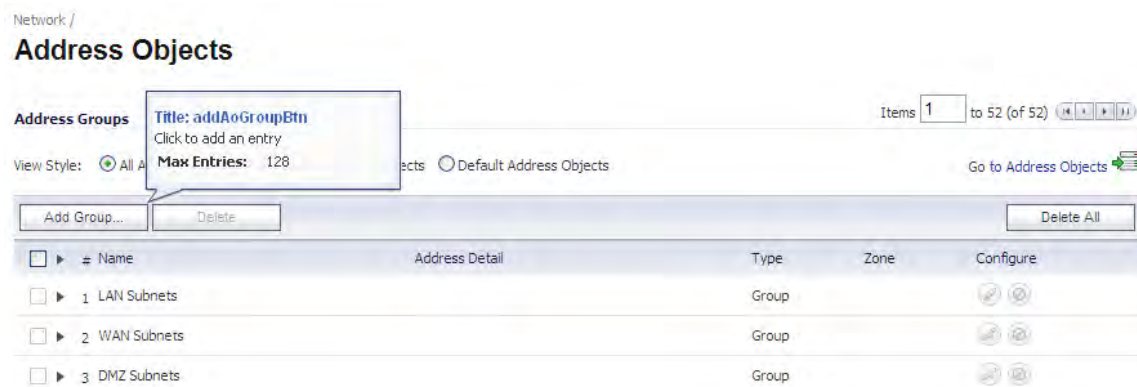 Network /
Address Objects
Address Groups
Title: addAoGroupBtn
Click to add an entry
Max Entries: 128
Items 1 to 52 (of 52)
View Style: All A ects Default Address Objects
Go to Address Objects
Add Group... Delete Delete All
# Name Address Detail Type Zone Configure
1 LAN Subnets Group
2 WAN Subnets Group
3 DMZ Subnets Group